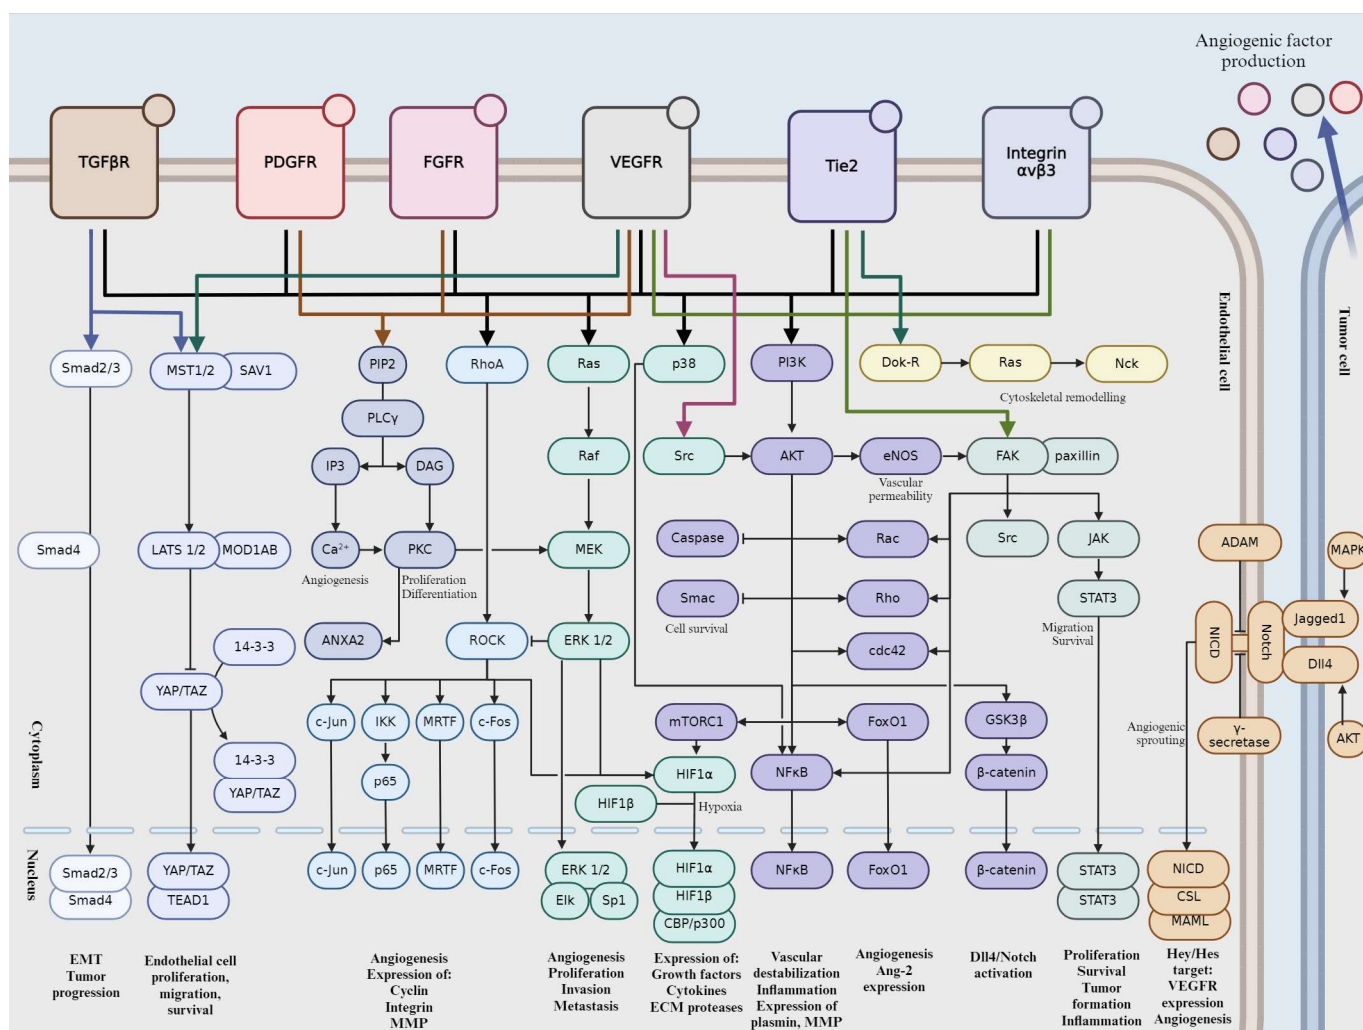 Angiogenic factor
production
TGFβR
PDGFR
FGFR
VEGFR
Tie2
Integrin
αvβ3
Endothelial cell
Tumor cell
Smad2/3
MST1/2
SAV1
PIP2
RhoA
Ras
p38
PI3K
Dok-R
Ras
Nck
Cytoskeletal remodelling
PLCγ
IP3
DAG
Raf
Src
AKT
eNOS
FAK
paxillin
Vascular
permeability
Smad4
LATS 1/2
MOD1AB
Ca²⁺
PKC
MEK
Caspase
Rac
Src
JAK
ADAM
MAPK
Angiogenesis
Proliferation
Differentiation
Smac
Rho
STAT3
Cell survival
Migration
Survival
NICD
Notch
Jagged1
Dll4
14-3-3
ANXA2
ROCK
ERK 1/2
cdc42
YAP/TAZ
c-Jun
IKK
MRTF
c-Fos
mTORC1
FoxO1
GSK3β
Angiogenic
sprouting
γ-
secretase
AKT
14-3-3
YAP/TAZ
p65
HIF1α
NFκB
β-catenin
HIF1β
Hypoxia
Cytoplasm
Nucleus
Smad2/3
Smad4
YAP/TAZ
TEAD1
c-Jun
p65
MRTF
c-Fos
ERK 1/2
Elk
Sp1
HIF1α
HIF1β
CBP/p300
NFκB
FoxO1
β-catenin
STAT3
STAT3
NICD
CSL
MAML
EMT
Tumor
progression
Endothelial cell
proliferation,
migration,
survival
Angiogenesis
Expression of:
Cyclin
Integrin
MMP
Angiogenesis
Proliferation
Invasion
Metastasis
Expression of:
Growth factors
Cytokines
ECM proteases
Vascular
destabilization
Inflammation
Expression of
plasmin, MMP
Angiogenesis
Ang-2
expression
Dll4/Notch
activation
Proliferation
Survival
Tumor
formation
Inflammation
Hey/Hes
target:
VEGFR
expression
Angiogenesis